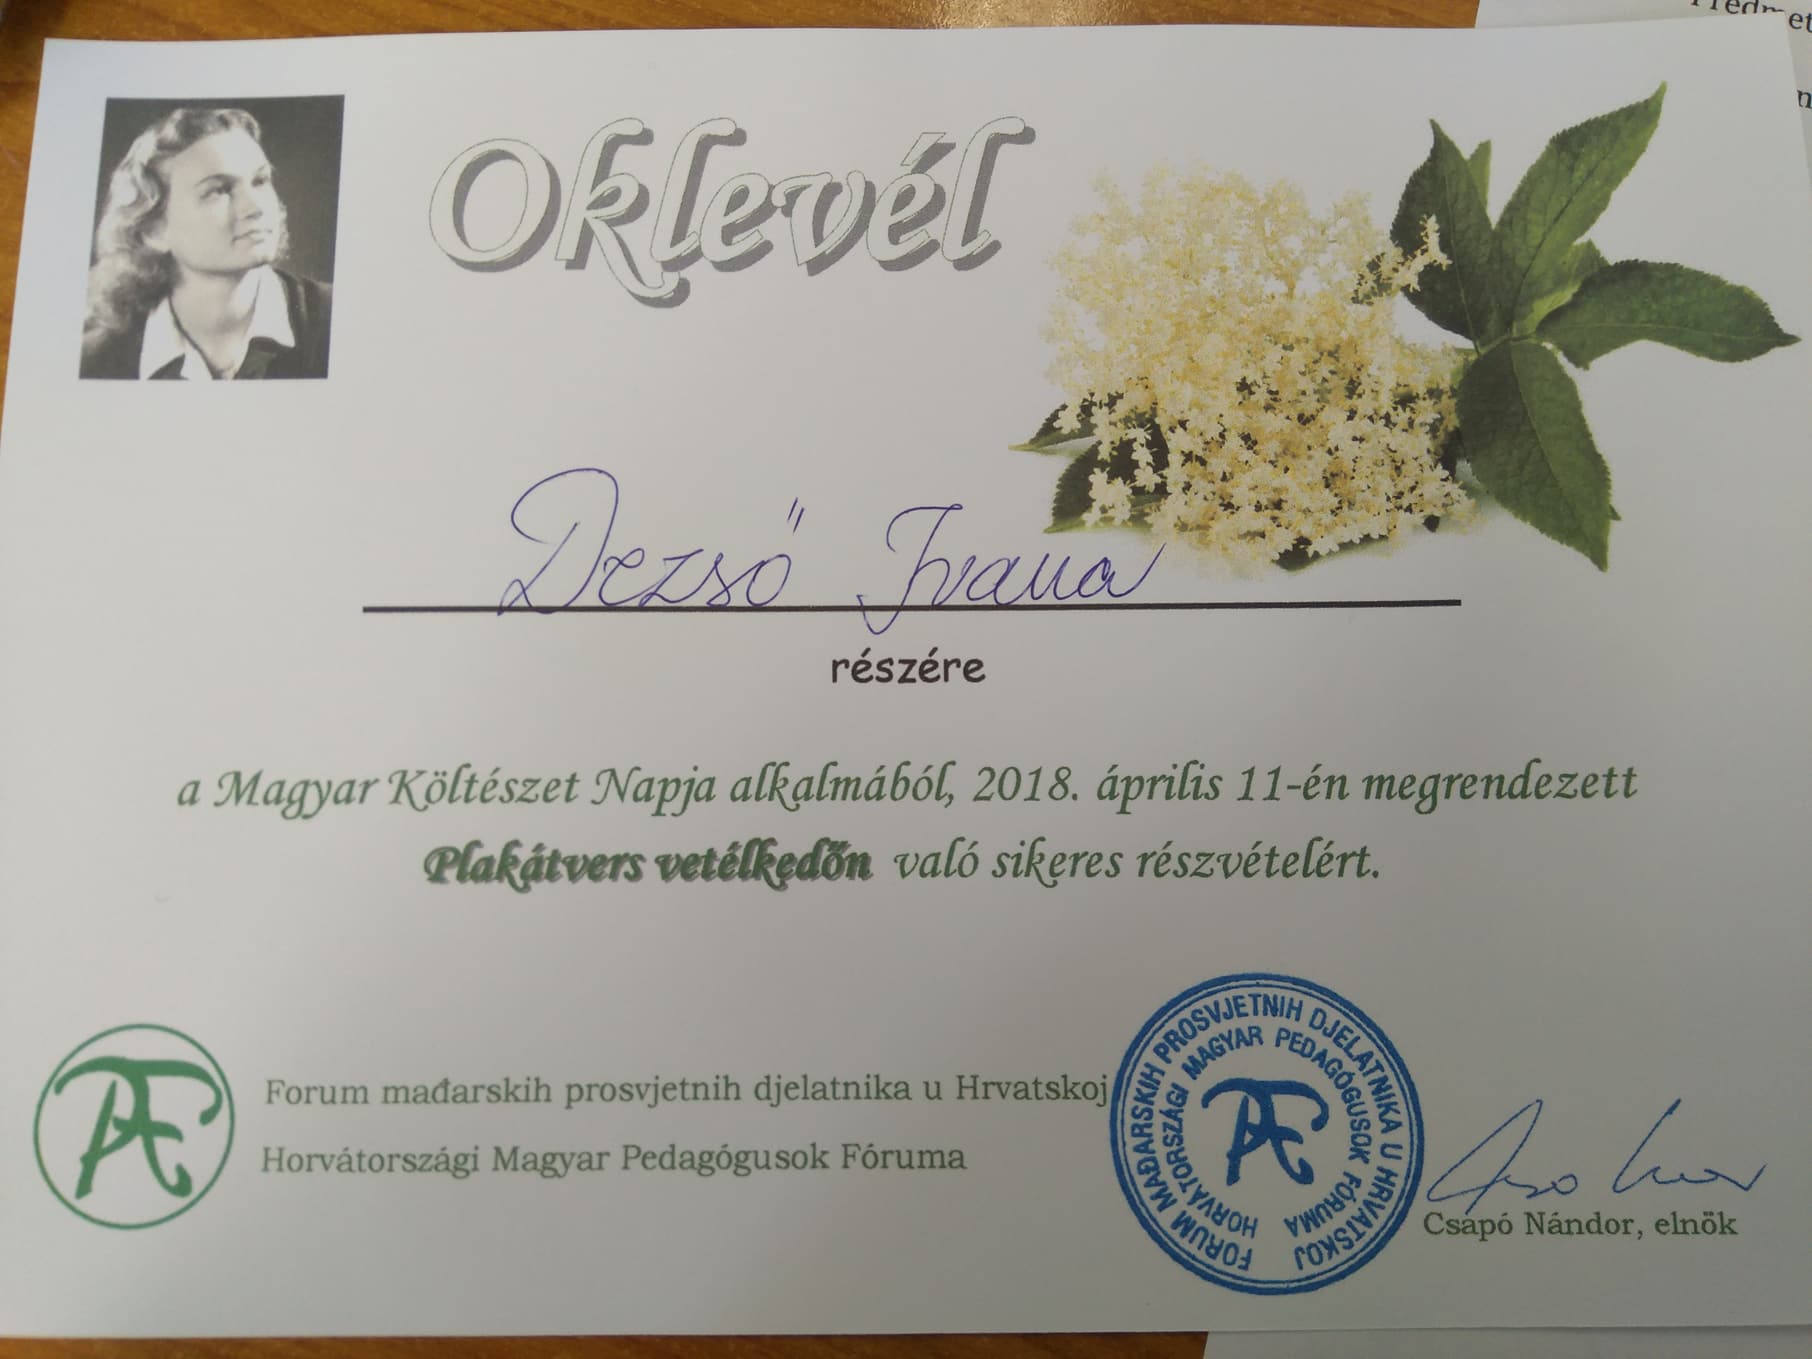 Oklevél
Dezső Ivana
részére
a Magyar Költészet Napja alkalmából, 2018. április 11-én megrendezett
Plakátvers vetélkedőn való sikeres részvételért.
Forum mađarskih prosvjetnih djelatnika u Hrvatskoj
Horvátországi Magyar Pedagógusok Fóruma
FORUM MAĐARSKIH PROSVJETNIH DJELATNIKA U HRVATSKOJ
HORVÁTORSZÁGI MAGYAR PEDAGÓGUSOK FÓRUMA
Csapó Nándor, elnök